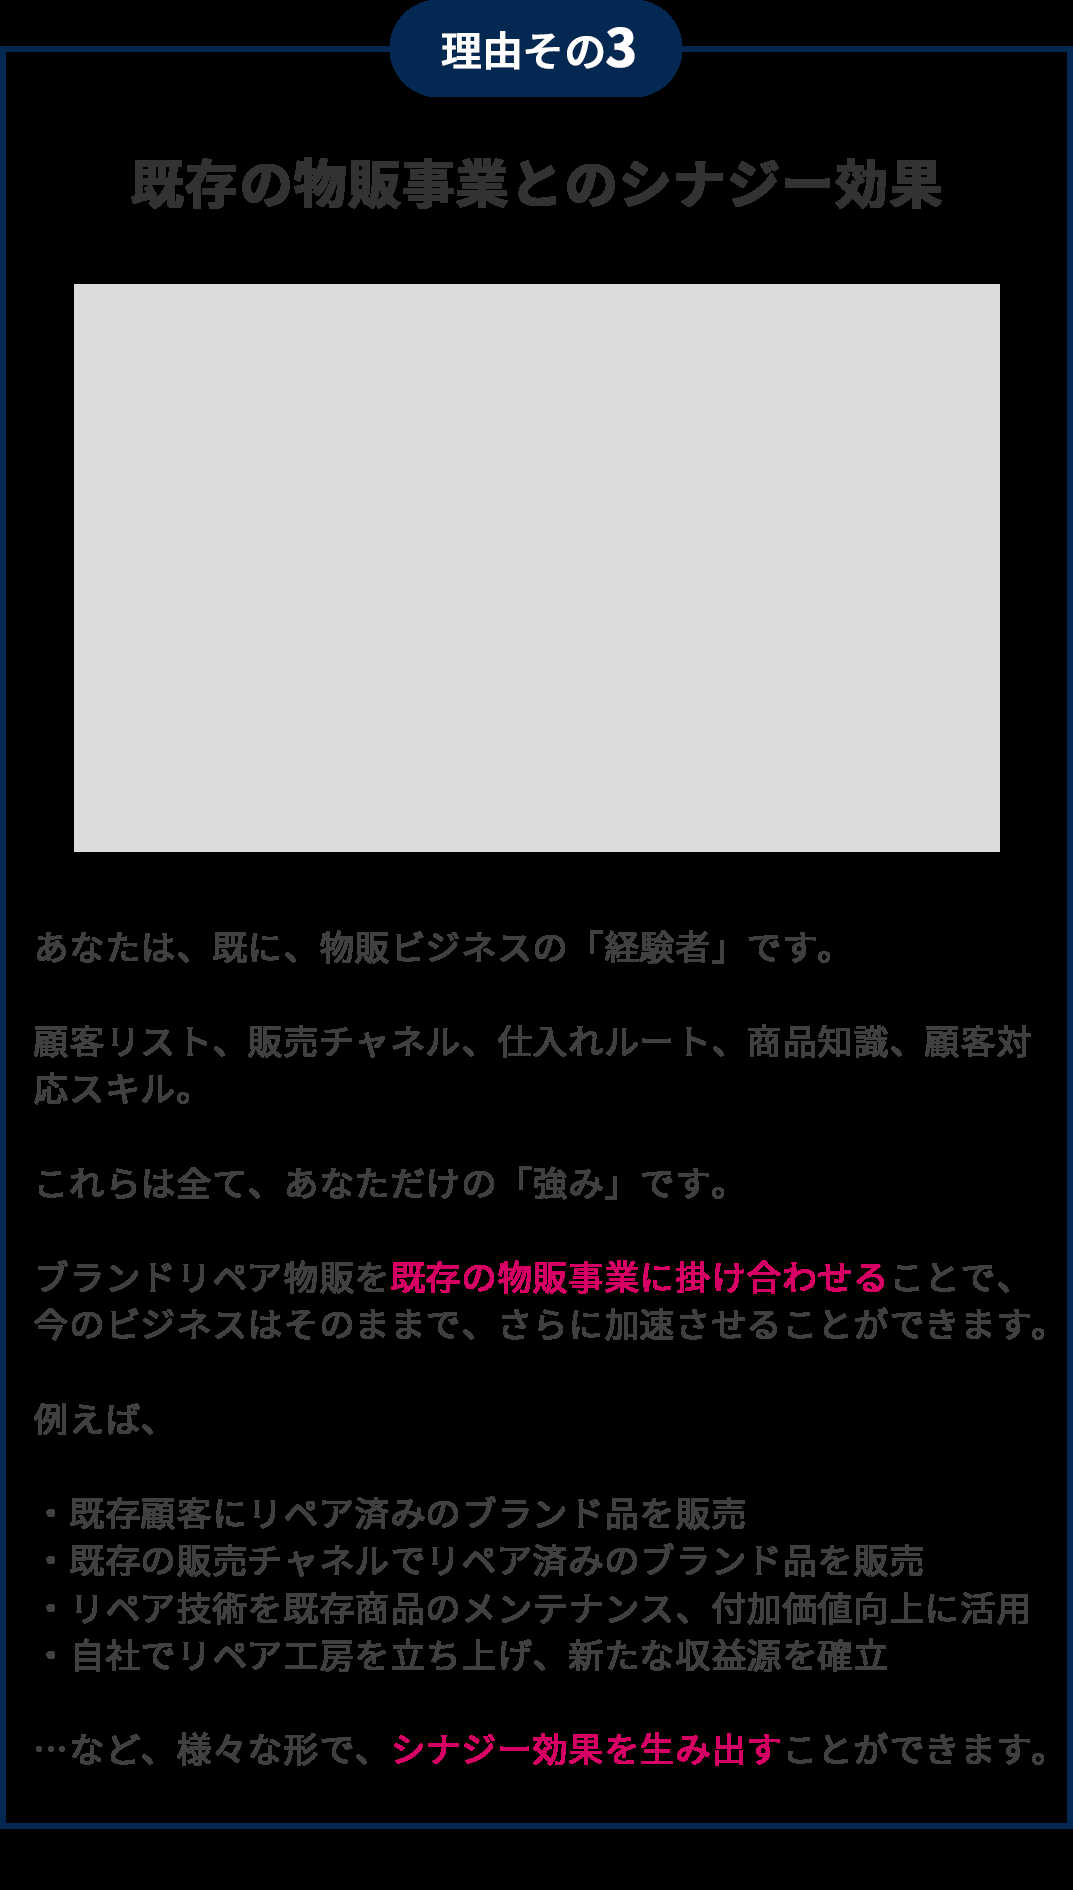 理由その3
既存の物販事業とのシナジー効果
あなたは、既に、物販ビジネスの「経験者」です。
顧客リスト、販売チャネル、仕入れルート、商品知識、顧客対
応スキル。
これらは全て、あなただけの「強み」です。
ブランドリペア物販を既存の物販事業に掛け合わせることで、
今のビジネスはそのままで、さらに加速させることができます。
例えば、
・既存顧客にリペア済みのブランド品を販売
・既存の販売チャネルでリペア済みのブランド品を販売
・リペア技術を既存商品のメンテナンス、付加価値向上に活用
・自社でリペア工房を立ち上げ、新たな収益源を確立
…など、様々な形で、シナジー効果を生み出すことができます。